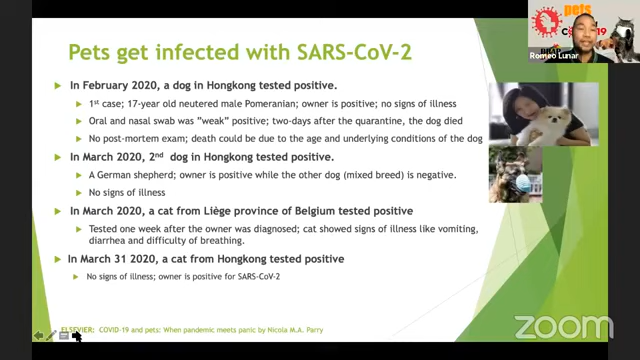 Pets get infected with SARS-CoV-2
In February 2020, a dog in Hongkong tested positive.
1st case; 17-year old neutered male Pomeranian; owner is positive; no signs of illness
Oral and nasal swab was "weak" positive; two-days after the quarantine, the dog died
No post-mortem exam; death could be due to the age and underlying conditions of the dog
In March 2020, 2nd dog in Hongkong tested positive.
A German shepherd; owner is positive while the other dog (mixed breed) is negative.
No signs of illness
In March 2020, a cat from Liège province of Belgium tested positive
Tested one week after the owner was diagnosed; cat showed signs of illness like vomiting,
diarrhea and difficulty of breathing.
In March 31 2020, a cat from Hongkong tested positive
No signs of illness; owner is positive for SARS-CoV-2
ELSEVIER: COVID-19 and pets: When pandemic meets panic by Nicola M.A. Parry
pets
Romeo Lunar
zoom